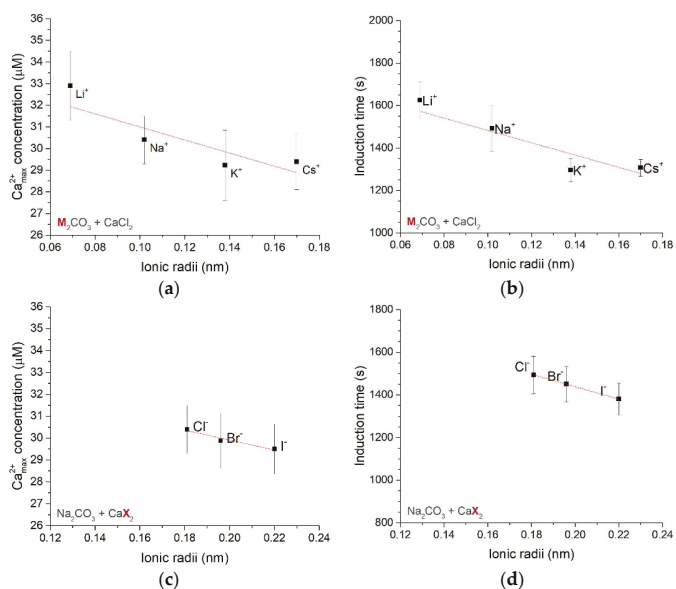 (a)
Ca²⁺max concentration (μM)
36
35
34
33
32
31
30
29
28
27
26
Li⁺
Na⁺
K⁺
Cs⁺
M₂CO₃ + CaCl₂
0.06 0.08 0.10 0.12 0.14 0.16 0.18
Ionic radii (nm)
(a)
Induction time (s)
2000
1800
1600
1400
1200
1000
Li⁺
Na⁺
K⁺
Cs⁺
M₂CO₃ + CaCl₂
0.06 0.08 0.10 0.12 0.14 0.16 0.18
Ionic radii (nm)
(b)
Ca²⁺max concentration (μM)
36
35
34
33
32
31
30
29
28
27
26
Cl⁻
Br⁻
I⁻
Na₂CO₃ + CaX₂
0.12 0.14 0.16 0.18 0.20 0.22 0.24
Ionic radii (nm)
(c)
Induction time (s)
1800
1600
1400
1200
1000
800
Cl⁻
Br⁻
I⁻
Na₂CO₃ + CaX₂
0.12 0.14 0.16 0.18 0.20 0.22 0.24
Ionic radii (nm)
(d)